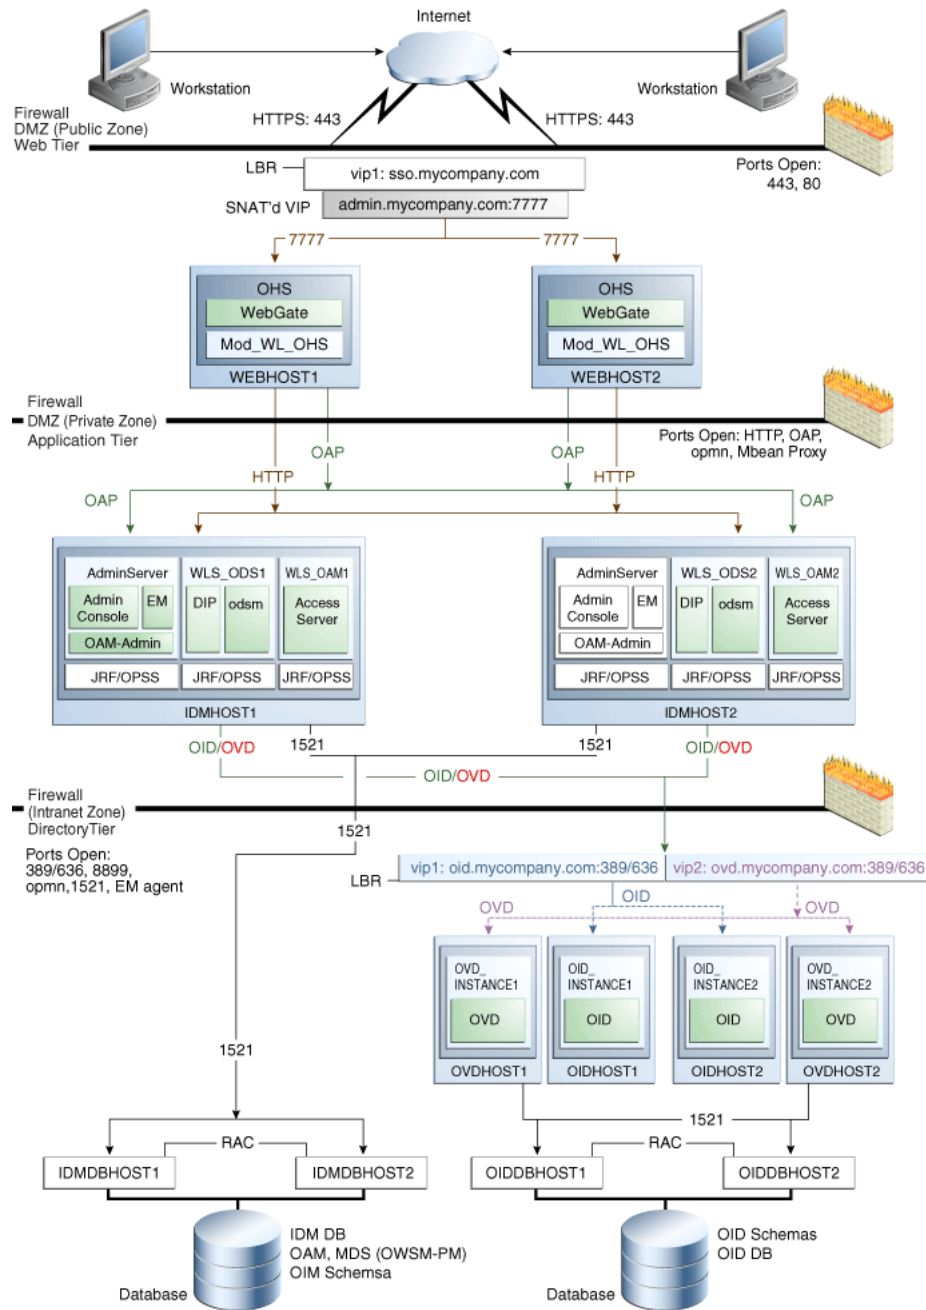 Internet
Workstation
Workstation
Firewall
DMZ (Public Zone)
Web Tier
HTTPS: 443
HTTPS: 443
Ports Open:
443, 80
LBR
vip1: sso.mycompany.com
SNAT'd VIP
admin.mycompany.com:7777
7777
7777
OHS
WebGate
Mod_WL_OHS
WEBHOST1
OHS
WebGate
Mod_WL_OHS
WEBHOST2
Firewall
DMZ (Private Zone)
Application Tier
Ports Open: HTTP, OAP,
opmn, Mbean Proxy
OAP
OAP
HTTP
HTTP
OAP
OAP
AdminServer
Admin
Console
EM
OAM-Admin
JRF/OPSS
WLS_ODS1
DIP
odsm
JRF/OPSS
WLS_OAM1
Access
Server
JRF/OPSS
IDMHOST1
AdminServer
Admin
Console
EM
OAM-Admin
JRF/OPSS
WLS_ODS2
DIP
odsm
JRF/OPSS
WLS_OAM2
Access
Server
JRF/OPSS
IDMHOST2
OID/OVD
1521
1521
OID/OVD
OID/OVD
Firewall
(Intranet Zone)
DirectoryTier
Ports Open:
389/636, 8899,
opmn,1521, EM agent
1521
LBR
vip1: oid.mycompany.com:389/636
vip2: ovd.mycompany.com:389/636
OVD
OID
OVD
OVD_
INSTANCE1
OVD
OVDHOST1
OID_
INSTANCE1
OID
OIDHOST1
OID_
INSTANCE2
OID
OIDHOST2
OVD_
INSTANCE2
OVD
OVDHOST2
1521
1521
RAC
IDMDBHOST1
IDMDBHOST2
RAC
OIDDBHOST1
OIDDBHOST2
IDM DB
OAM, MDS (OWSM-PM)
OIM Schemsa
Database
OID Schemas
OID DB
Database